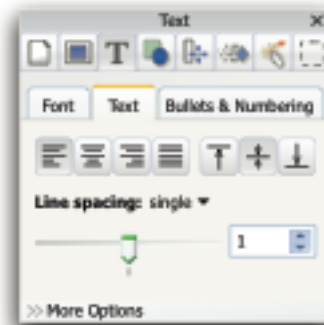 Text
Font Text Bullets & Numbering
Line spacing: single
1
More Options